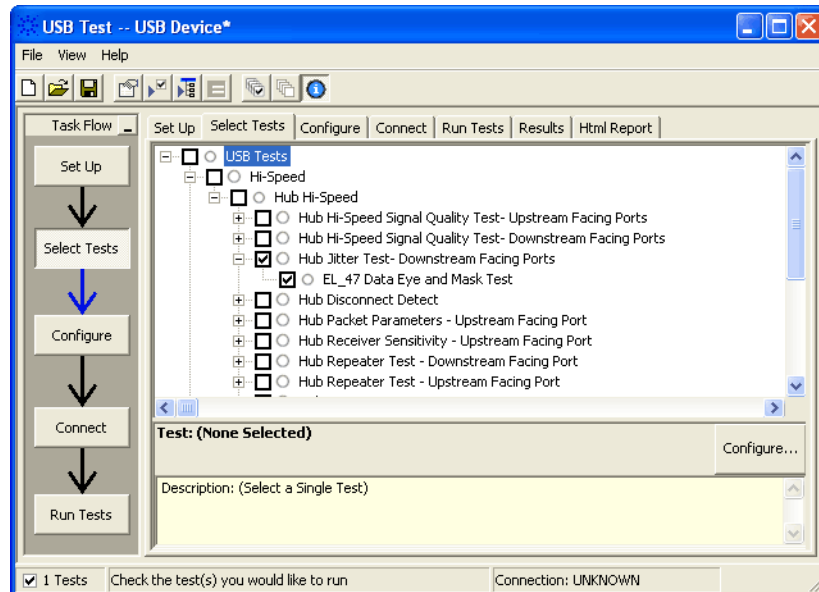 USB Test -- USB Device*
File View Help
Task Flow
Set Up
Select Tests
Configure
Connect
Run Tests
Set Up Select Tests Configure Connect Run Tests Results Html Report
USB Tests
Hi-Speed
Hub Hi-Speed
Hub Hi-Speed Signal Quality Test- Upstream Facing Ports
Hub Hi-Speed Signal Quality Test- Downstream Facing Ports
Hub Jitter Test- Downstream Facing Ports
EL_47 Data Eye and Mask Test
Hub Disconnect Detect
Hub Packet Parameters - Upstream Facing Port
Hub Receiver Sensitivity - Upstream Facing Port
Hub Repeater Test - Downstream Facing Port
Hub Repeater Test - Upstream Facing Port
Test: (None Selected)
Configure...
Description: (Select a Single Test)
1 Tests Check the test(s) you would like to run Connection: UNKNOWN